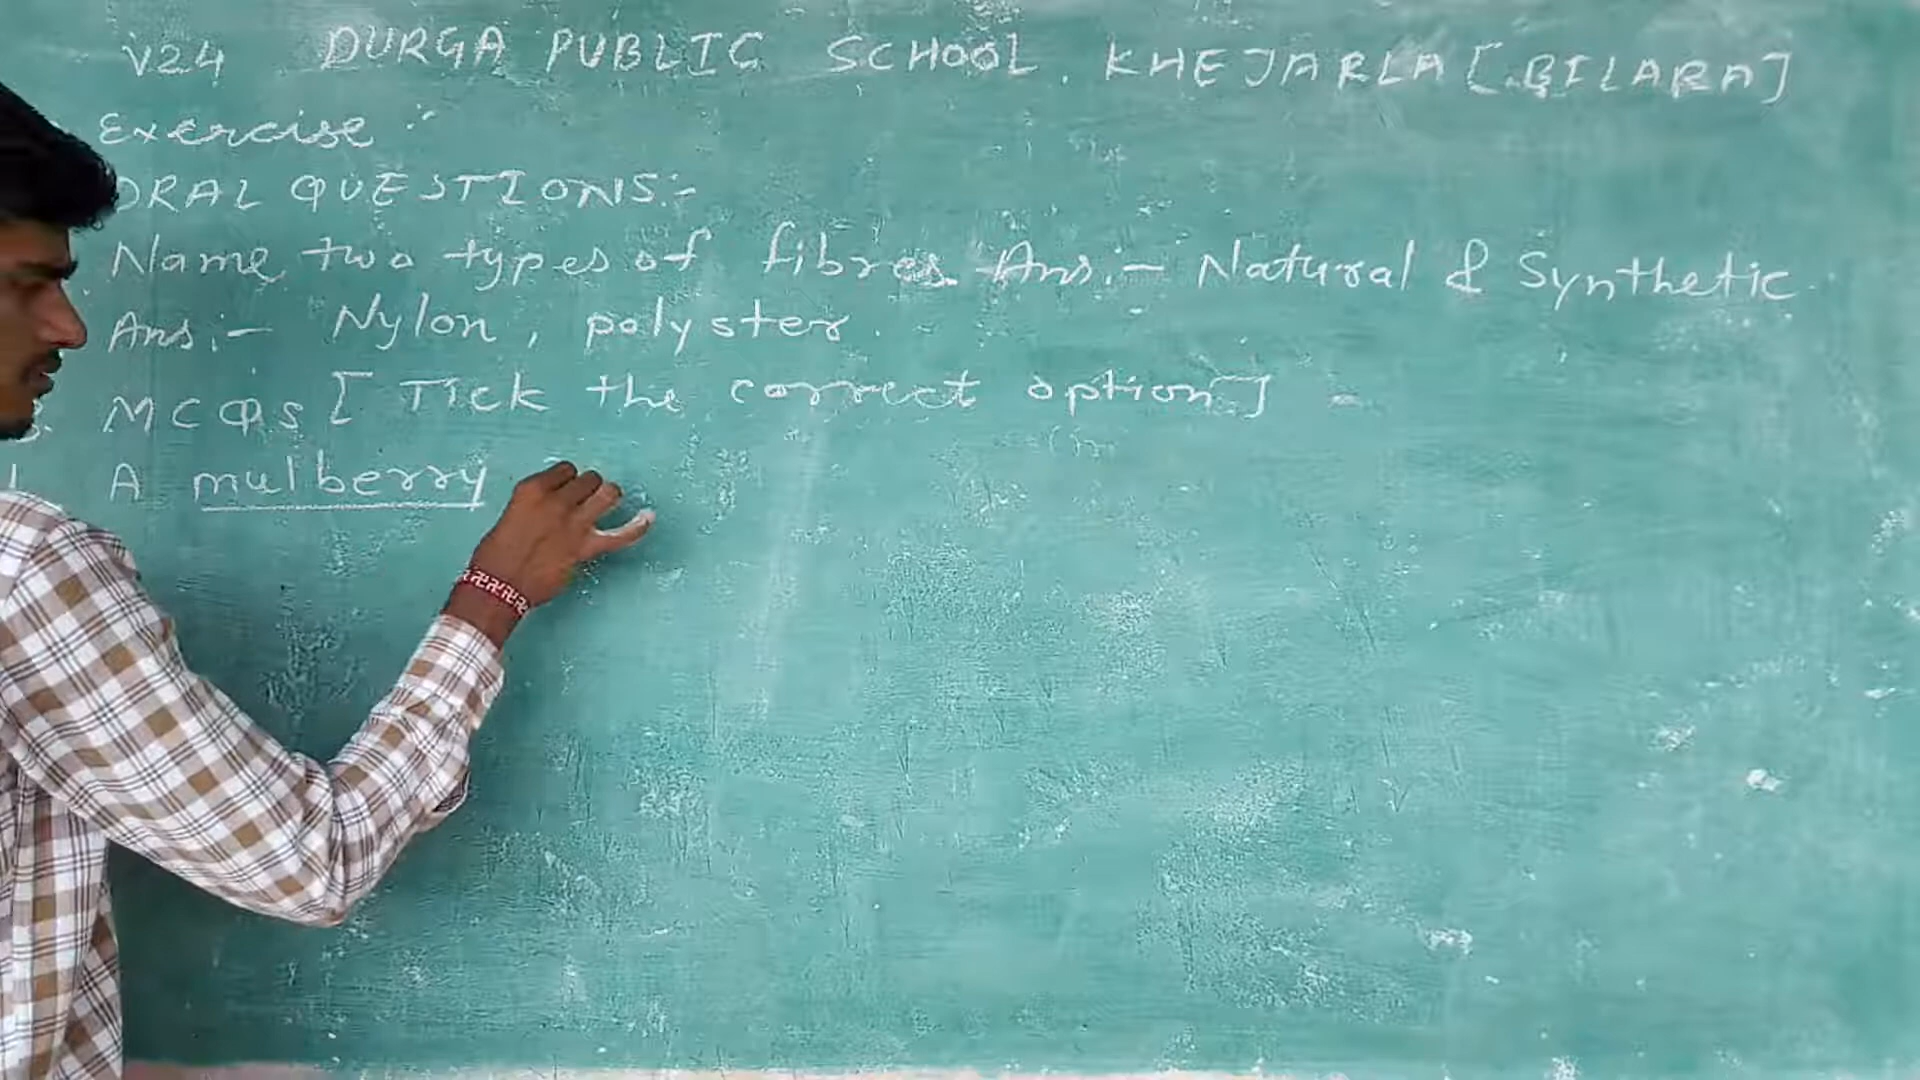 V24 DURGA PUBLIC SCHOOL. KHEJARLA [BILARA]
Exercise :-
ORAL QUESTIONS:-
Name two types of fibres. Ans:- Natural & Synthetic
Ans:- Nylon, polyster.
B. MCQs [Tick the correct option]
1. A mulberry